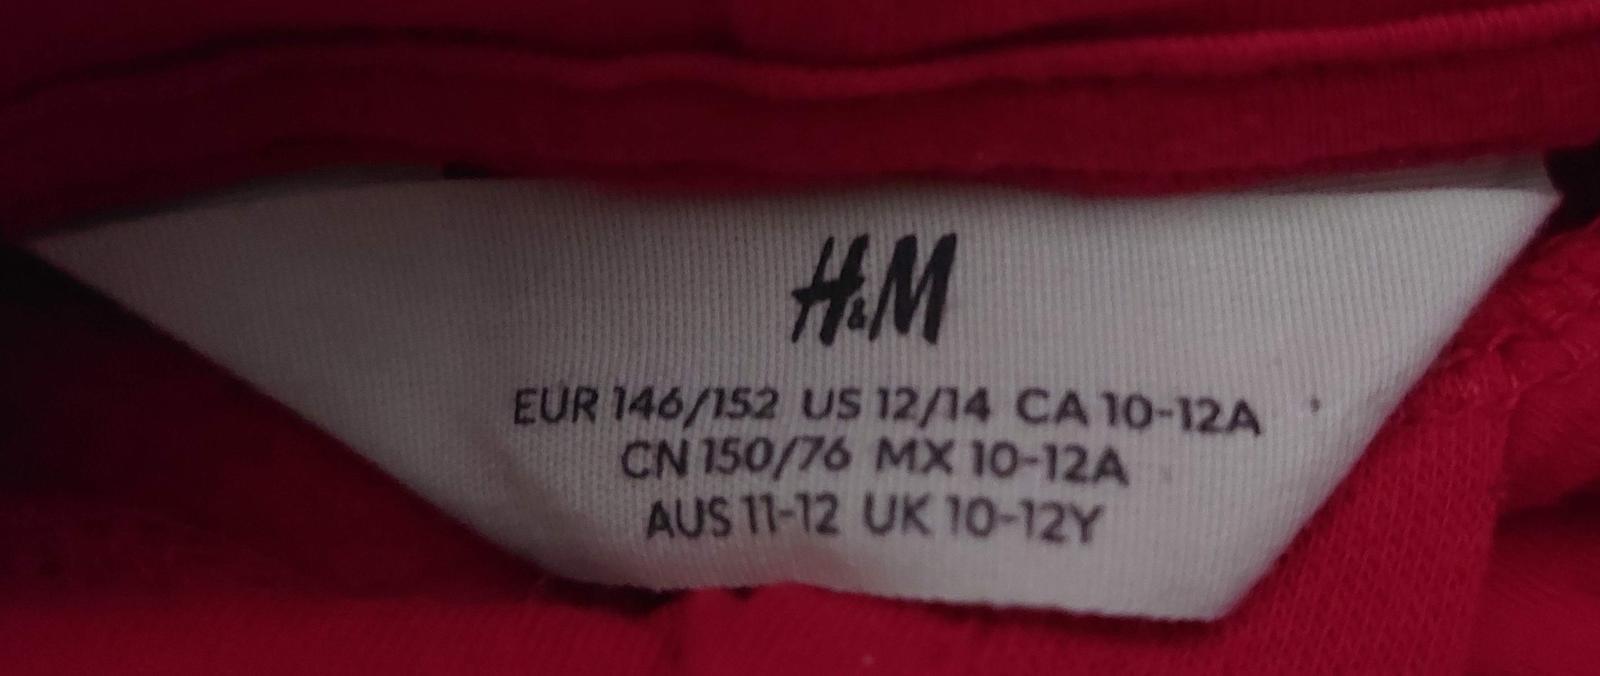 H&M
EUR 146/152 US 12/14 CA 10-12A
CN 150/76 MX 10-12A
AUS 11-12 UK 10-12Y